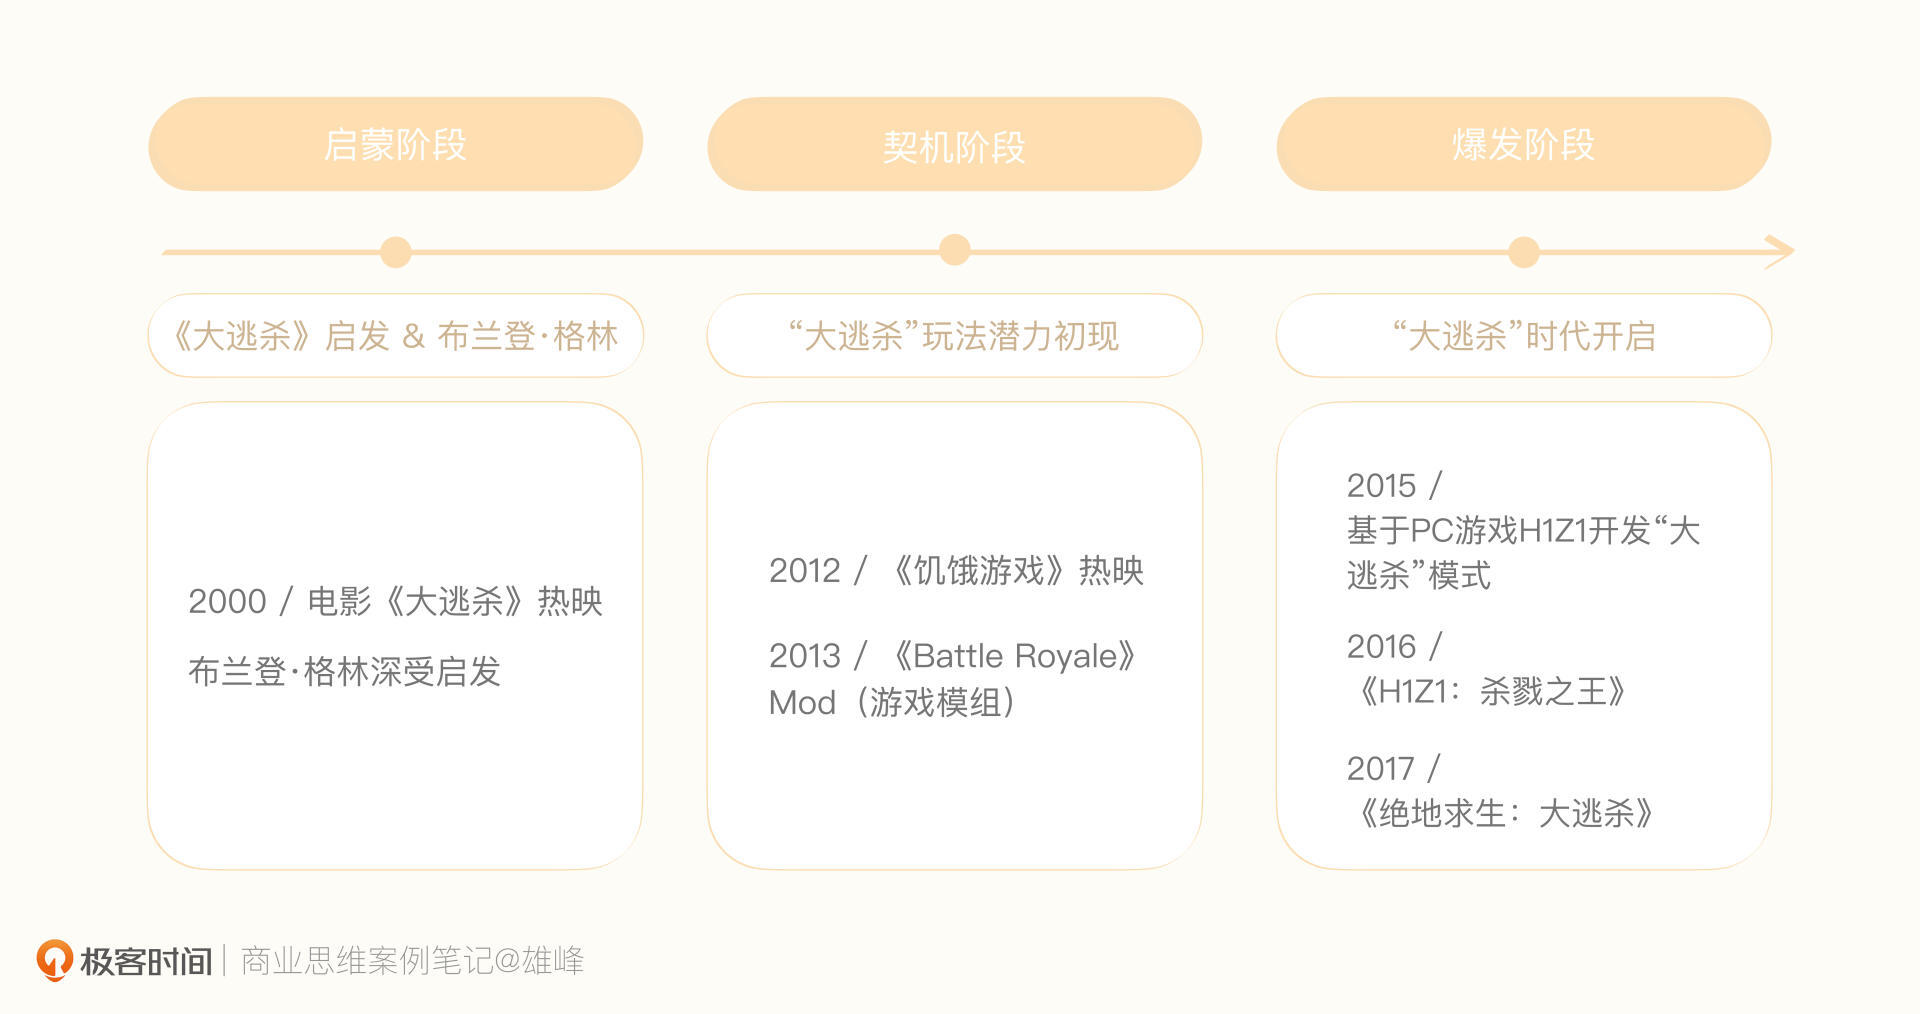 启蒙阶段
契机阶段
爆发阶段
《大逃杀》启发 & 布兰登·格林
“大逃杀”玩法潜力初现
“大逃杀”时代开启
2000 / 电影《大逃杀》热映
布兰登·格林深受启发
2012 / 《饥饿游戏》热映
2013 / 《Battle Royale》
Mod（游戏模组）
2015 /
基于PC游戏H1Z1开发“大
逃杀”模式
2016 /
《H1Z1：杀戮之王》
2017 /
《绝地求生：大逃杀》
极客时间 | 商业思维案例笔记@雄峰